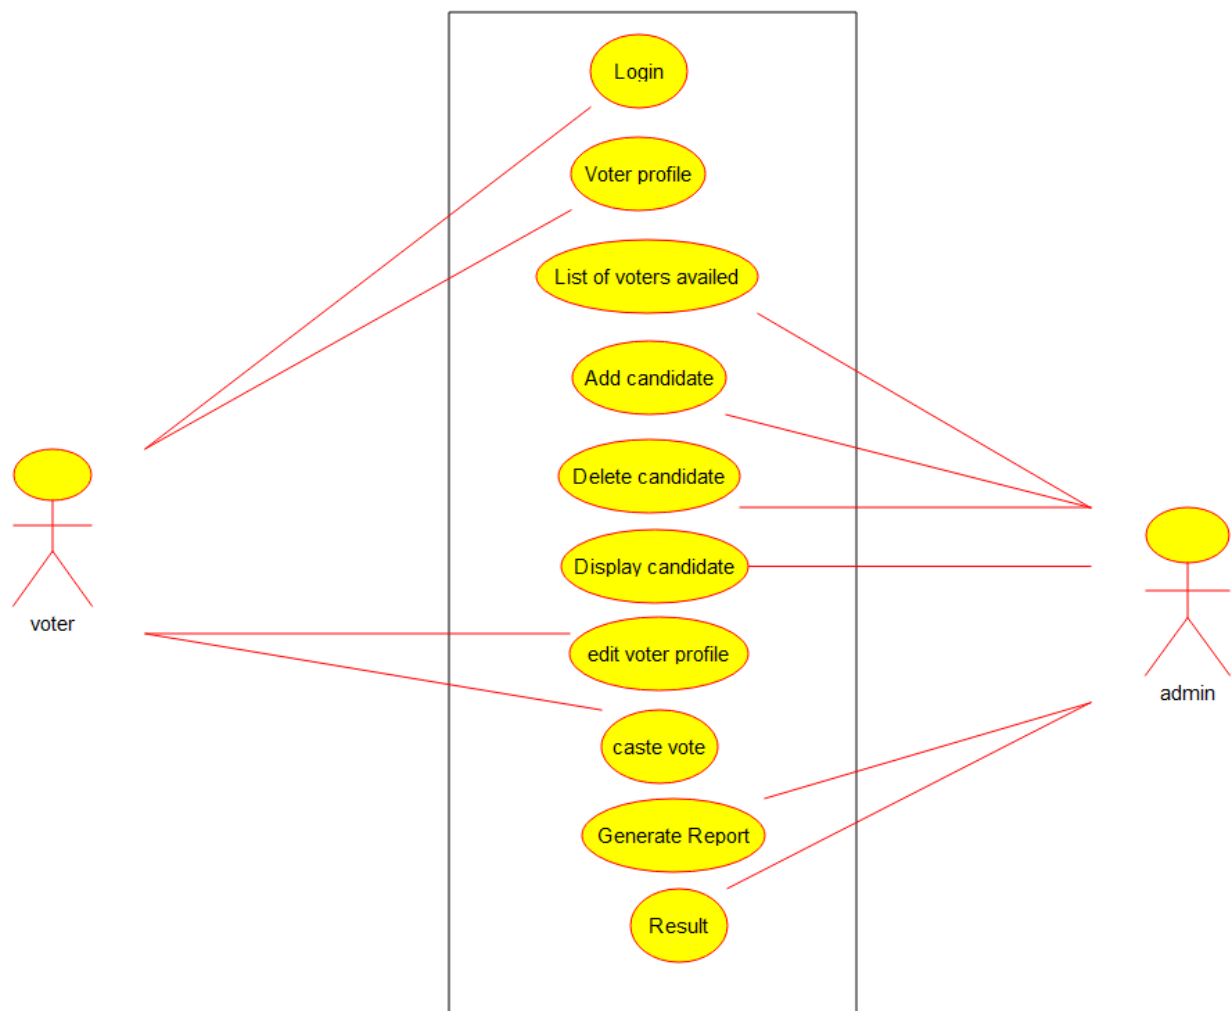 Login
Voter profile
List of voters availed
Add candidate
Delete candidate
Display candidate
edit voter profile
caste vote
Generate Report
Result
voter
admin